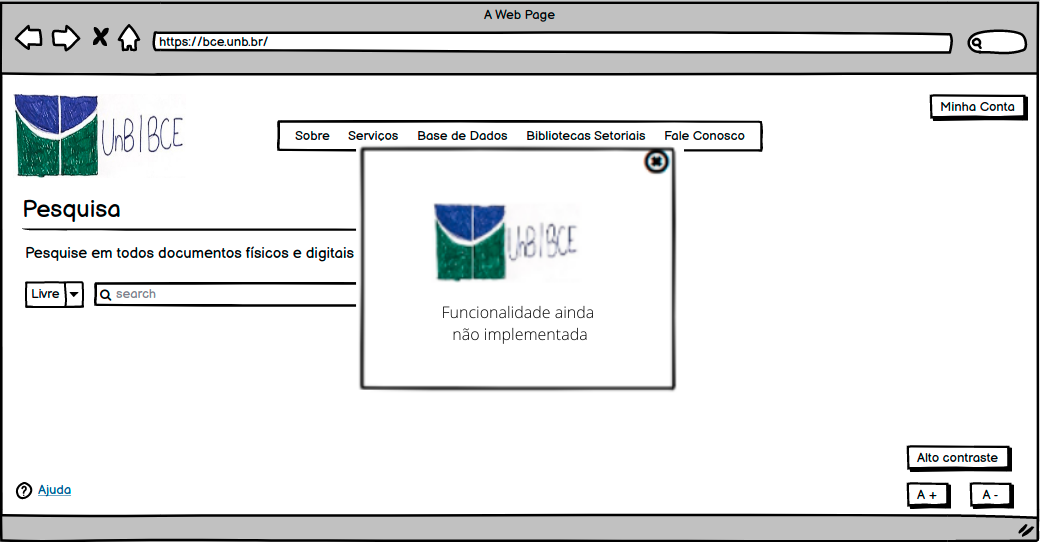 A Web Page
https://bce.unb.br/
Minha Conta
UnB|BCE
Sobre Serviços Base de Dados Bibliotecas Setoriais Fale Conosco
Pesquisa
Pesquise em todos documentos físicos e digitais
Livre search
UnB|BCE
Funcionalidade ainda
não implementada
Alto contraste
Ajuda
A + A -